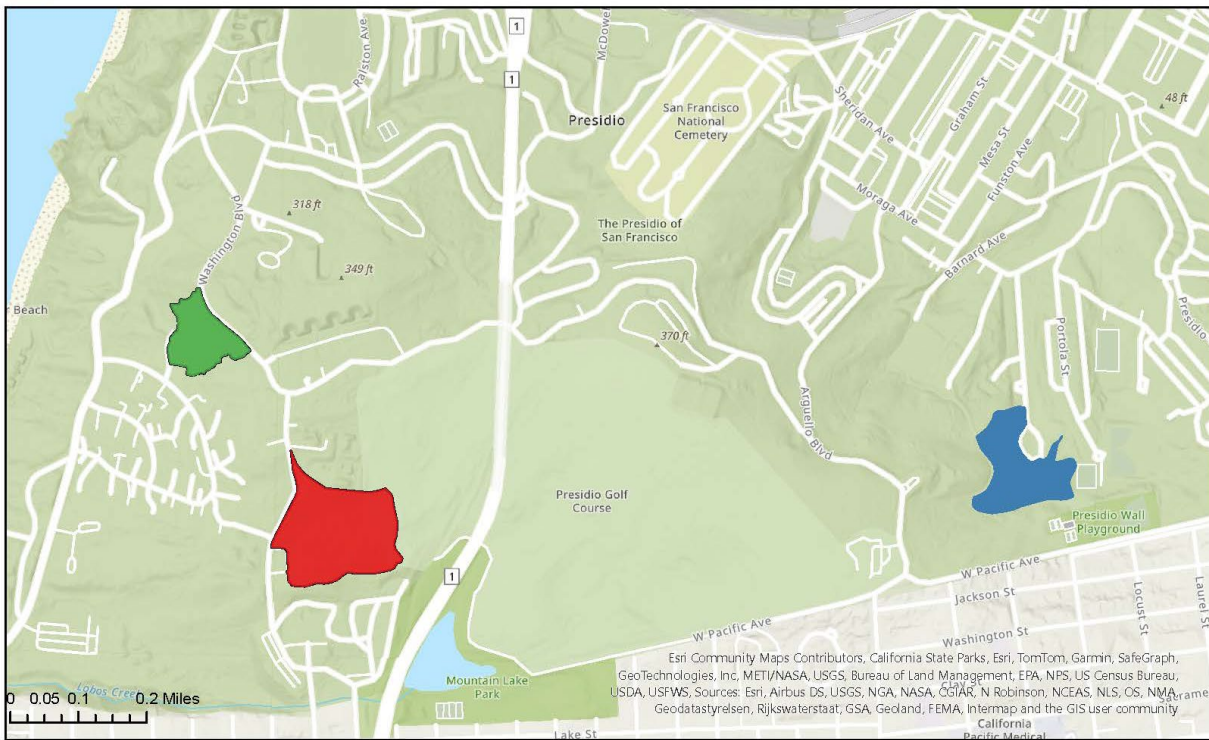 1
McDowell
Ralston Ave
1
San Francisco
National
Cemetery
Presidio
Sheridan Ave
Graham St
48 ft
Mesa St
Funston Ave
Moraga Ave
318 ft
Washington Blvd
The Presidio of
San Francisco
Barnard Ave
349 ft
Beach
370 ft
Portola St
Presidio
Arguello Blvd
Presidio Golf
Course
Presidio Wall
Playground
1
W Pacific Ave
Jackson St
Locust St
Laurel St
W Pacific Ave
Washington St
Esri Community Maps Contributors, California State Parks, Esri, TomTom, Garmin, SafeGraph,
GeoTechnologies, Inc, METI/NASA, USGS, Bureau of Land Management, EPA, NPS, US Census Bureau,
USDA, USFWS, Sources: Esri, Airbus DS, USGS, NGA, NASA, CGIAR, N Robinson, NCEAS, NLS, OS, NMA,
Geodatastyrelsen, Rijkswaterstaat, GSA, Geoland, FEMA, Intermap and the GIS user community
Clay St
Sacrame
Mountain Lake
Park
Lobos Creek
0 0.05 0.1 0.2 Miles
California
Pacific Medical
Lake St